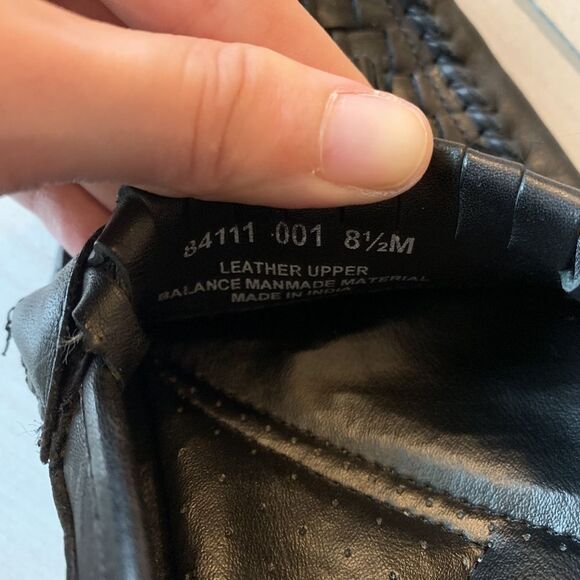 84111 001 8½M
LEATHER UPPER
BALANCE MANMADE MATERIAL
MADE IN INDIA